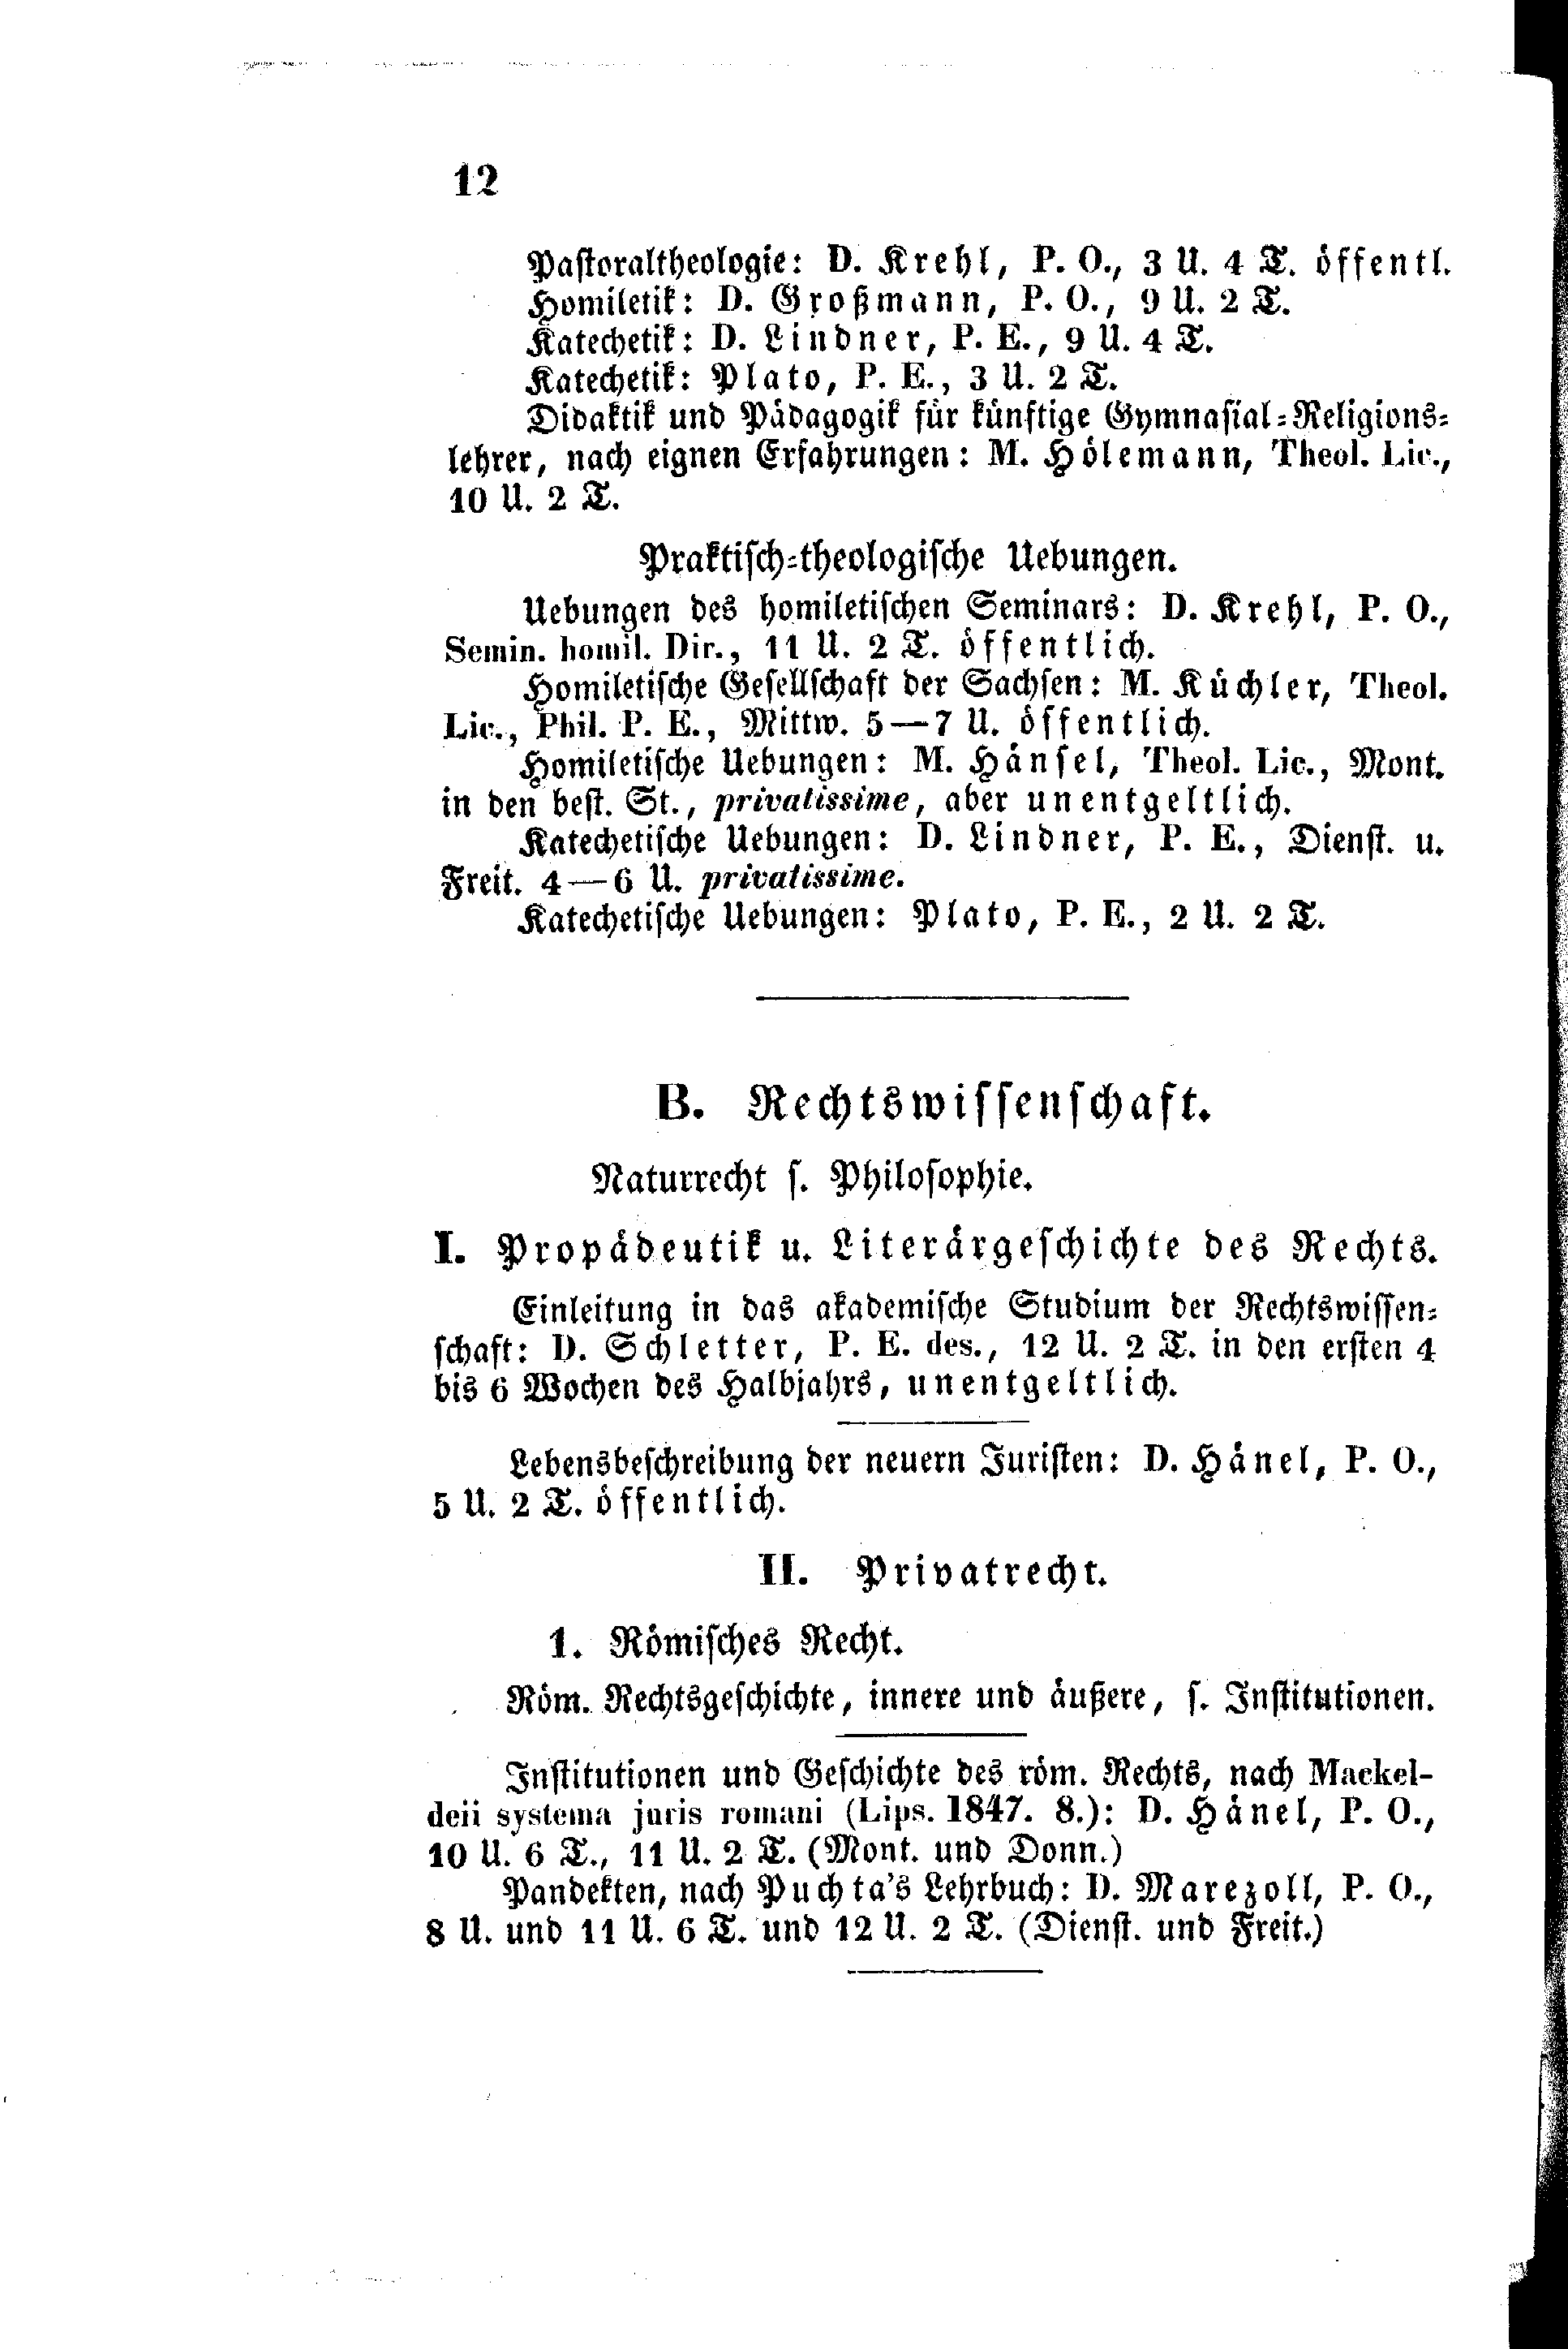 12
Pastoraltheologie: D. Krehl, P. O., 3 U. 4 T. öffentl.
Homiletik: D. Großmann, P. O., 9 U. 2 T.
Katechetik: D. Lindner, P. E., 9 U. 4 T.
Katechetik: Plato, P. E., 3 U. 2 T.
Didaktik und Pädagogik für künftige Gymnasial-Religions-
lehrer, nach eignen Erfahrungen: M. Hölemann, Theol. Lic.,
10 U. 2 T.
Praktisch-theologische Uebungen.
Uebungen des homiletischen Seminars: D. Krehl, P. O.,
Semin. homil. Dir., 11 U. 2 T. öffentlich.
Homiletische Gesellschaft der Sachsen: M. Küchler, Theol.
Lic., Phil. P. E., Mittw. 5—7 U. öffentlich.
Homiletische Uebungen: M. Hänsel, Theol. Lic., Mont.
in den best. St., privatissime, aber unentgeltlich.
Katechetische Uebungen: D. Lindner, P. E., Dienst. u.
Freit. 4—6 U. privatissime.
Katechetische Uebungen: Plato, P. E., 2 U. 2 T.
B. Rechtswissenschaft.
Naturrecht s. Philosophie.
I. Propädeutik u. Literärgeschichte des Rechts.
Einleitung in das akademische Studium der Rechtswissen-
schaft: D. Schletter, P. E. des., 12 U. 2 T. in den ersten 4
bis 6 Wochen des Halbjahrs, unentgeltlich.
Lebensbeschreibung der neuern Juristen: D. Hänel, P. O.,
5 U. 2 T. öffentlich.
II. Privatrecht.
1. Römisches Recht.
Röm. Rechtsgeschichte, innere und äußere, s. Institutionen.
Institutionen und Geschichte des röm. Rechts, nach Mackel-
deii systema juris romani (Lips. 1847. 8.): D. Hänel, P. O.,
10 U. 6 T., 11 U. 2 T. (Mont. und Donn.)
Pandekten, nach Puchta's Lehrbuch: D. Marezoll, P. O.,
8 U. und 11 U. 6 T. und 12 U. 2 T. (Dienst. und Freit.)